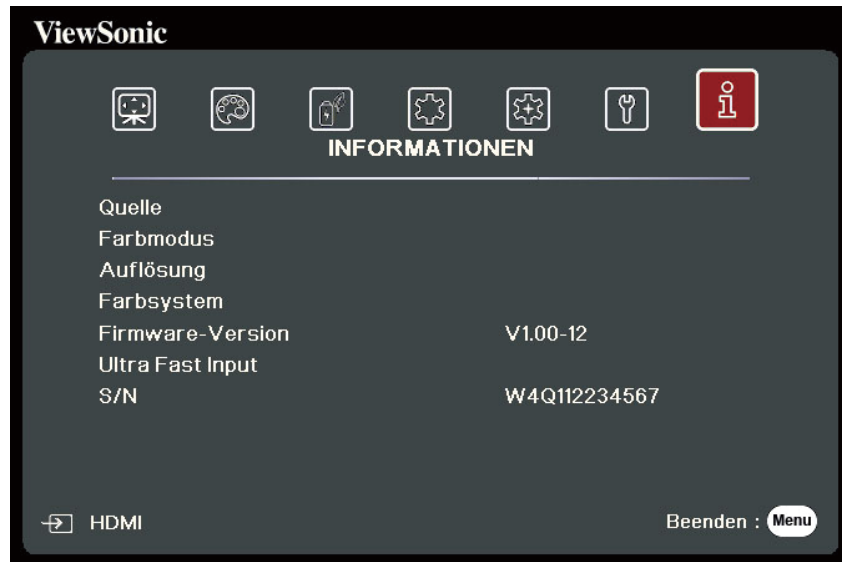 ViewSonic
INFORMATIONEN
Quelle
Farbmodus
Auflösung
Farbsystem
Firmware-Version V1.00-12
Ultra Fast Input
S/N W4Q112234567
HDMI Beenden : Menu